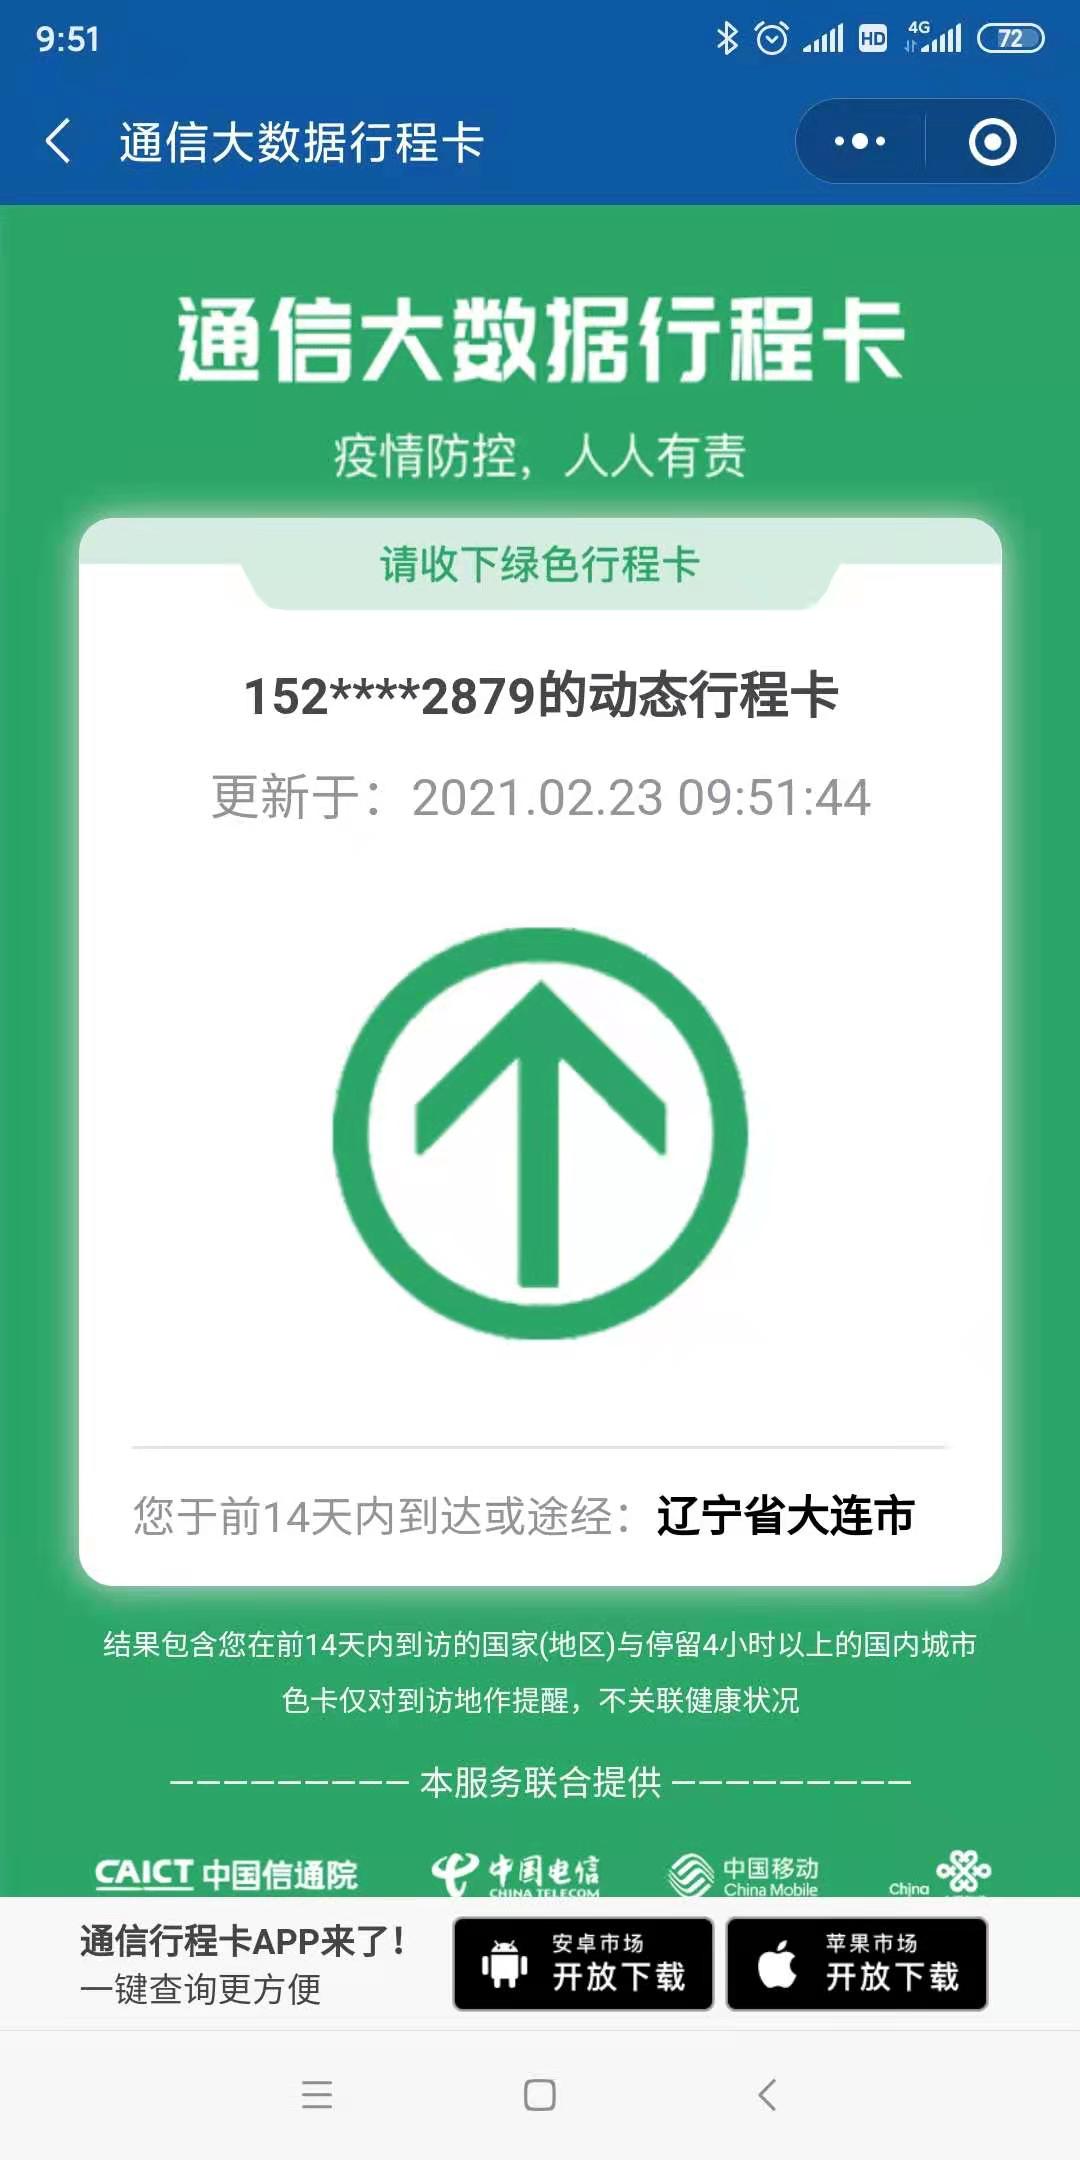 9:51
HD 4G 72
通信大数据行程卡
通信大数据行程卡
疫情防控，人人有责
请收下绿色行程卡
152****2879的动态行程卡
更新于：2021.02.23 09:51:44
您于前14天内到达或途经：辽宁省大连市
结果包含您在前14天内到访的国家(地区)与停留4小时以上的国内城市
色卡仅对到访地作提醒，不关联健康状况
————————— 本服务联合提供 —————————
CAICT 中国信通院
中国电信
CHINA TELECOM
中国移动
China Mobile
China
通信行程卡APP来了！
一键查询更方便
安卓市场
开放下载
苹果市场
开放下载